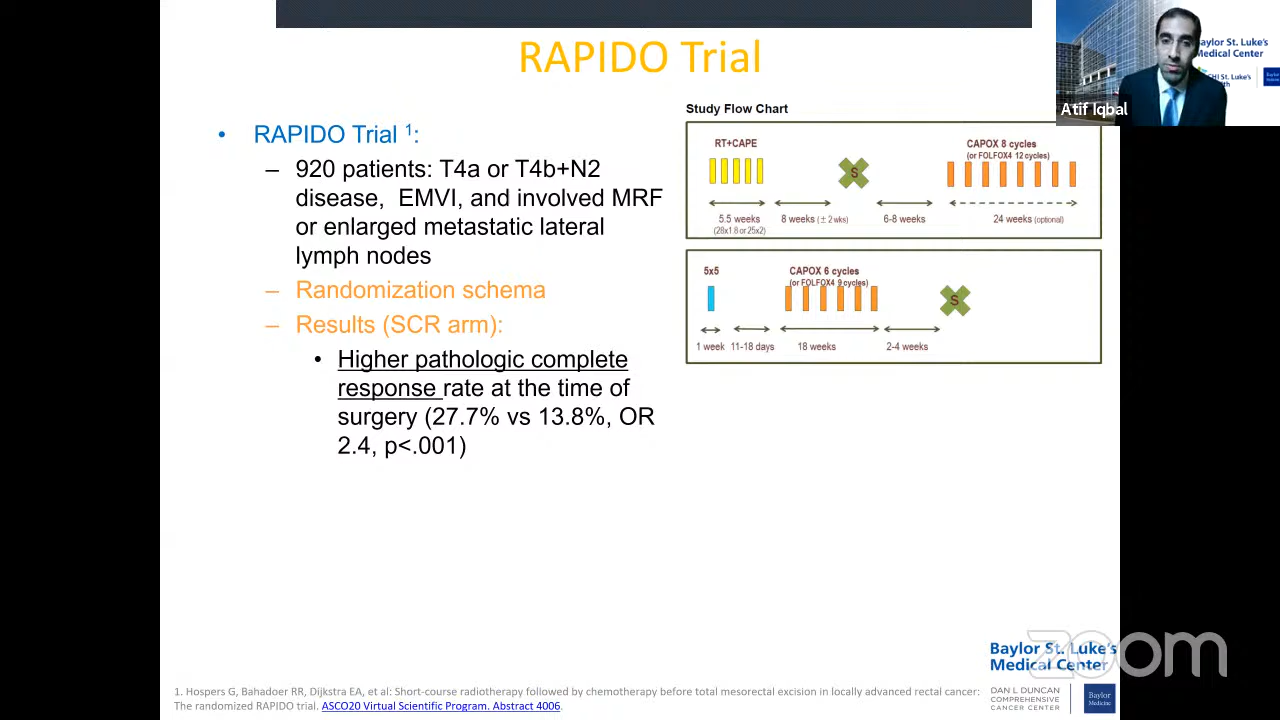 RAPIDO Trial
• RAPIDO Trial 1:
– 920 patients: T4a or T4b+N2
disease, EMVI, and involved MRF
or enlarged metastatic lateral
lymph nodes
– Randomization schema
– Results (SCR arm):
• Higher pathologic complete
response rate at the time of
surgery (27.7% vs 13.8%, OR
2.4, p<.001)
Study Flow Chart
RT+CAPE
CAPOX 8 cycles
(or FOLFOX4 12 cycles)
S
5.5 weeks
8 weeks (± 2 wks)
6-8 weeks
24 weeks (optional)
(28x1.8 or 25x2)
5x5
CAPOX 6 cycles
(or FOLFOX4 9 cycles)
S
1 week
11-18 days
18 weeks
2-4 weeks
Baylor St. Luke's
Medical Center
CHI St. Luke's
Atif Iqbal
1. Hospers G, Bahadoer RR, Dijkstra EA, et al: Short-course radiotherapy followed by chemotherapy before total mesorectal excision in locally advanced rectal cancer:
The randomized RAPIDO trial. ASCO20 Virtual Scientific Program. Abstract 4006.
Baylor St. Luke's
Medical Center
DAN L DUNCAN
COMPREHENSIVE
CANCER CENTER
Baylor
Medicine
zoom